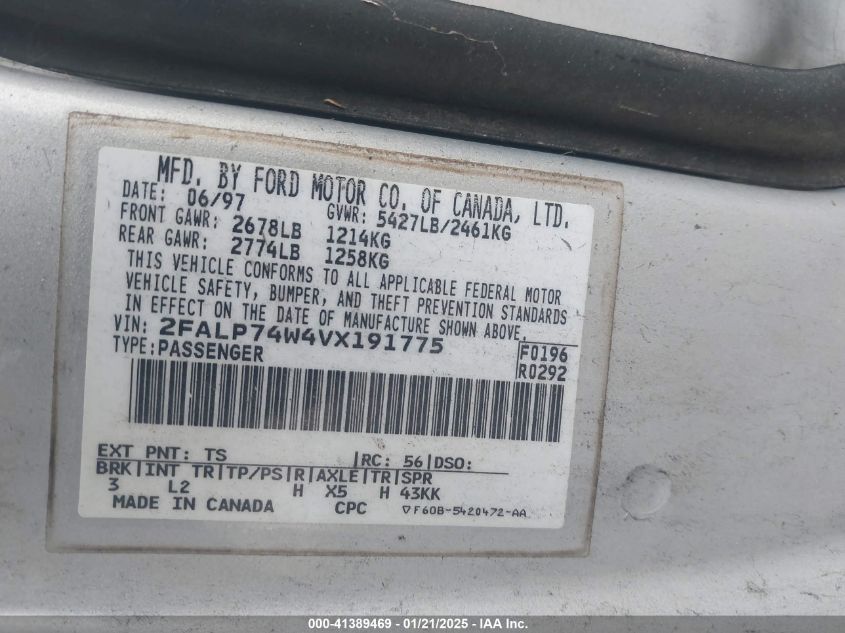 MFD. BY FORD MOTOR CO. OF CANADA, LTD.
DATE: 06/97 GVWR: 5427LB/2461KG
FRONT GAWR: 2678LB 1214KG
REAR GAWR: 2774LB 1258KG
THIS VEHICLE CONFORMS TO ALL APPLICABLE FEDERAL MOTOR
VEHICLE SAFETY, BUMPER, AND THEFT PREVENTION STANDARDS
IN EFFECT ON THE DATE OF MANUFACTURE SHOWN ABOVE.
VIN: 2FALP74W4VX191775
TYPE: PASSENGER
F0196
R0292
EXT PNT: TS |RC: 56|DSO:
BRK|INT TR|TP/PS|R|AXLE|TR|SPR
3 L2 H X5 H 43KK
MADE IN CANADA CPC ▽F60B-5420472-AA
000-41389469 - 01/21/2025 - IAA Inc.